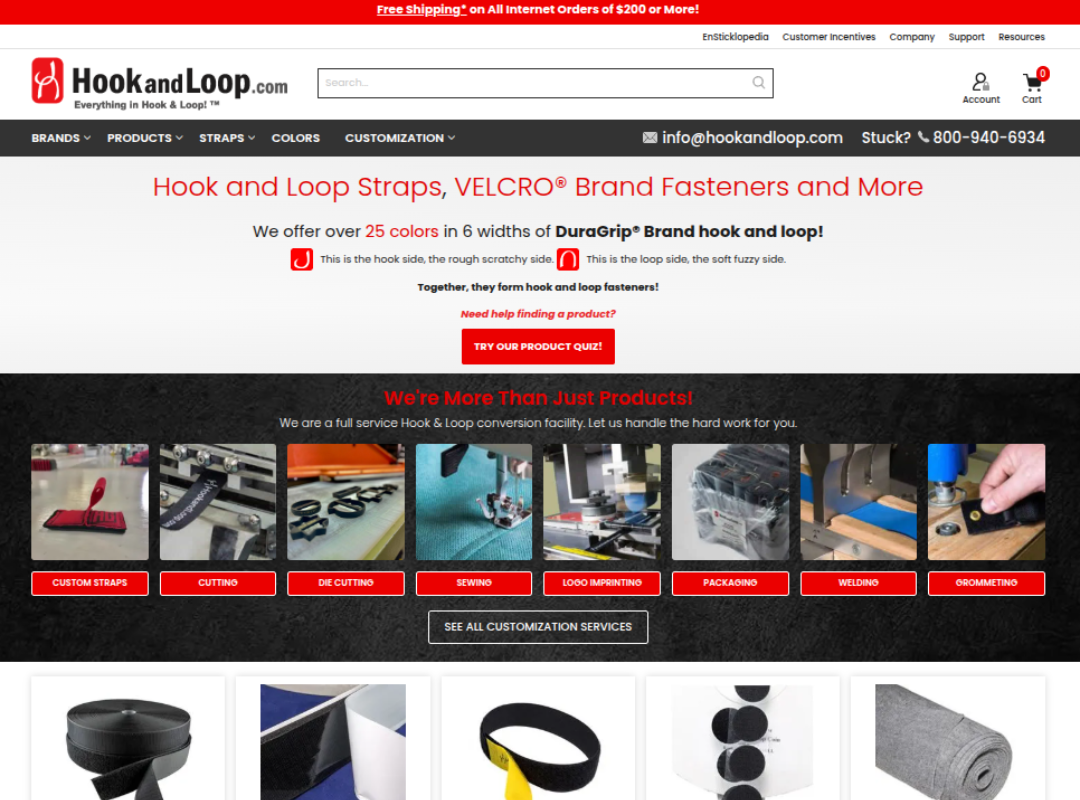 Free Shipping* on All Internet Orders of $200 or More!
EnSticklopedia Customer Incentives Company Support Resources
HookandLoop.com
Everything in Hook & Loop! ™
Search...
Account
0
Cart
BRANDS PRODUCTS STRAPS COLORS CUSTOMIZATION info@hookandloop.com Stuck? 800-940-6934
Hook and Loop Straps, VELCRO® Brand Fasteners and More
We offer over 25 colors in 6 widths of DuraGrip® Brand hook and loop!
This is the hook side, the rough scratchy side. This is the loop side, the soft fuzzy side.
Together, they form hook and loop fasteners!
Need help finding a product?
TRY OUR PRODUCT QUIZ!
We're More Than Just Products!
We are a full service Hook & Loop conversion facility. Let us handle the hard work for you.
HookandLoop.com
CUSTOM STRAPS CUTTING DIE CUTTING SEWING LOGO IMPRINTING PACKAGING WELDING GROMMETING
SEE ALL CUSTOMIZATION SERVICES